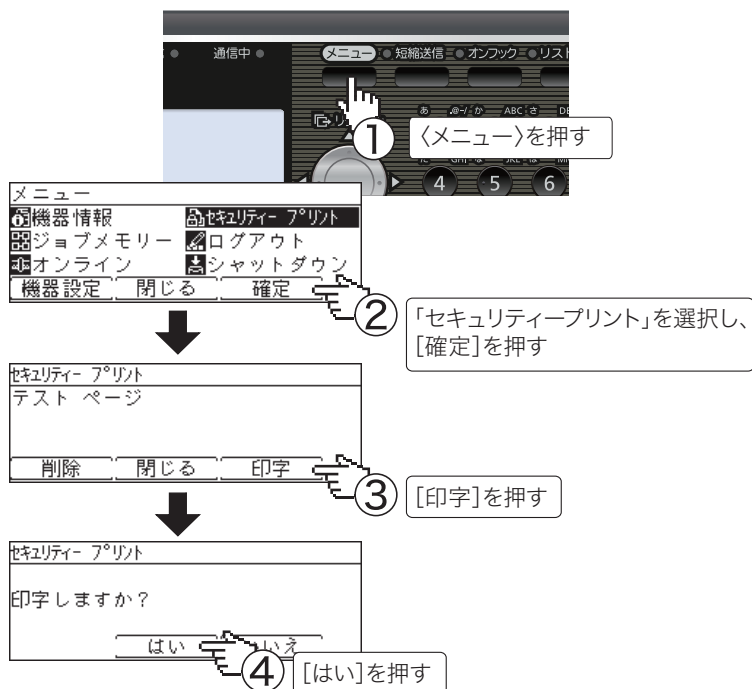 通信中
メニュー 短縮送信 オンフック リスト
①
〈メニュー〉を押す
4 5 6
メニュー
機器情報 セキュリティー プリント
ジョブメモリー ログアウト
オンライン シャットダウン
機器設定 閉じる 確定
②
「セキュリティープリント」を選択し、
[確定]を押す
セキュリティー プリント
テスト ページ
削除 閉じる 印字
③
[印字]を押す
セキュリティー プリント
印字しますか?
はい いいえ
④
[はい]を押す